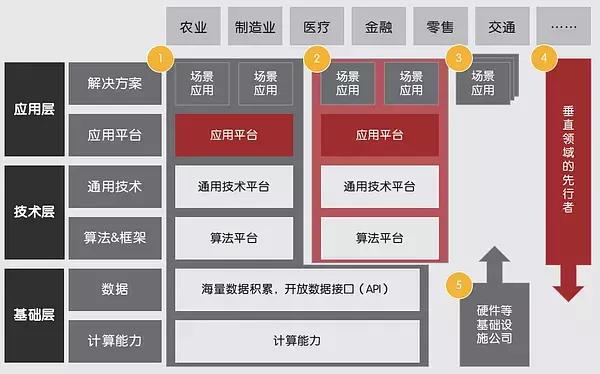 农业
制造业
医疗
金融
零售
交通
……
应用层
解决方案
应用平台
技术层
通用技术
算法&框架
基础层
数据
计算能力
1
场景
应用
场景
应用
应用平台
通用技术平台
算法平台
海量数据积累，开放数据接口（API）
计算能力
2
场景
应用
场景
应用
应用平台
通用技术平台
算法平台
3
场景
应用
4
垂直领域的先行者
5
硬件等
基础设
施公司